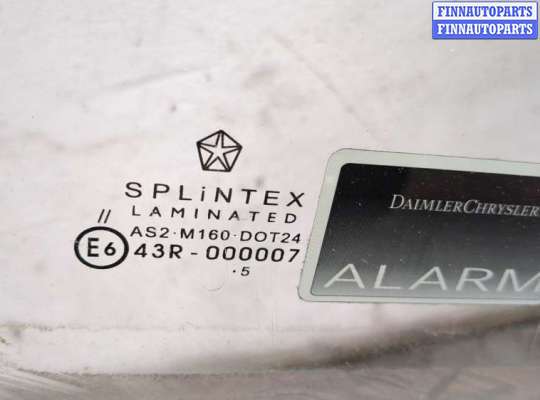 FINNAUTOPARTS
FINNAUTOPARTS
SPLiNTEX
LAMINATED
//
AS2·M160·DOT24
E6 43R-000007
·5
DAIMLERCHRYSLER
ALARM